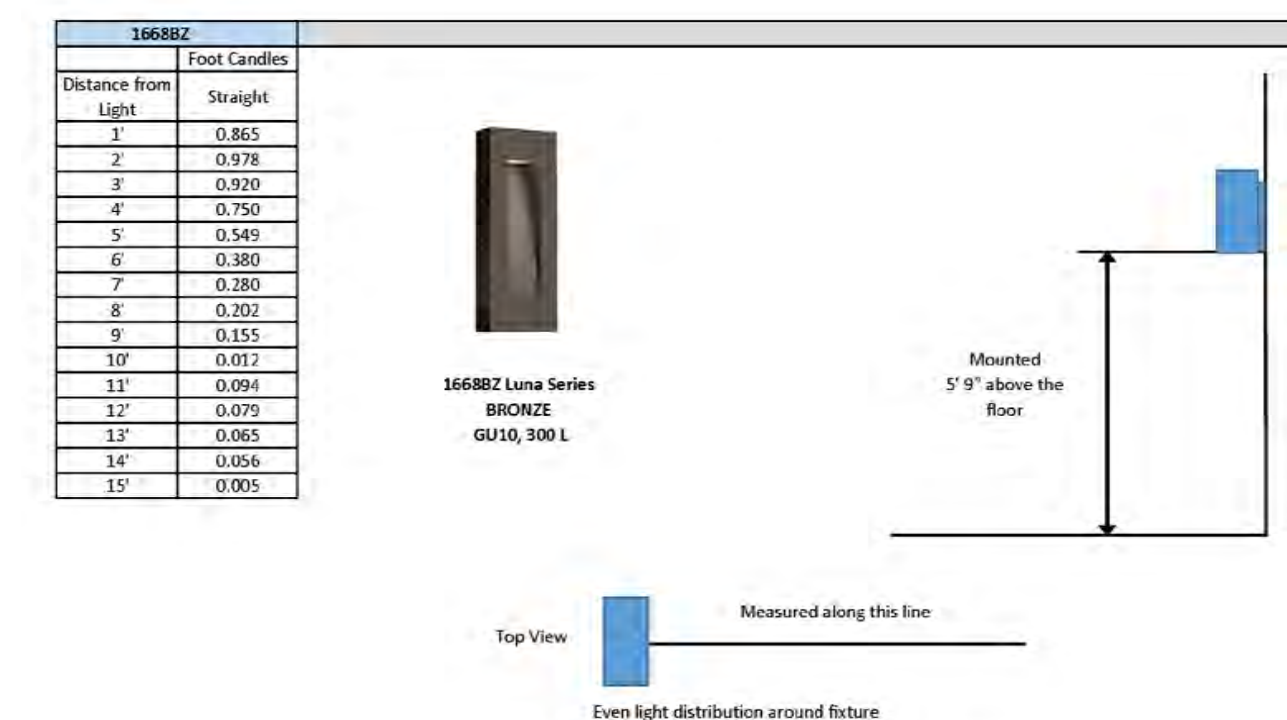 1668BZ
Foot Candles
Distance from
Light
Straight
1' 0.865
2' 0.978
3' 0.920
4' 0.750
5' 0.549
6' 0.380
7' 0.280
8' 0.202
9' 0.155
10' 0.012
11' 0.094
12' 0.079
13' 0.065
14' 0.056
15' 0.005
1668BZ Luna Series
BRONZE
GU10, 300 L
Mounted
5' 9" above the
floor
Top View
Measured along this line
Even light distribution around fixture